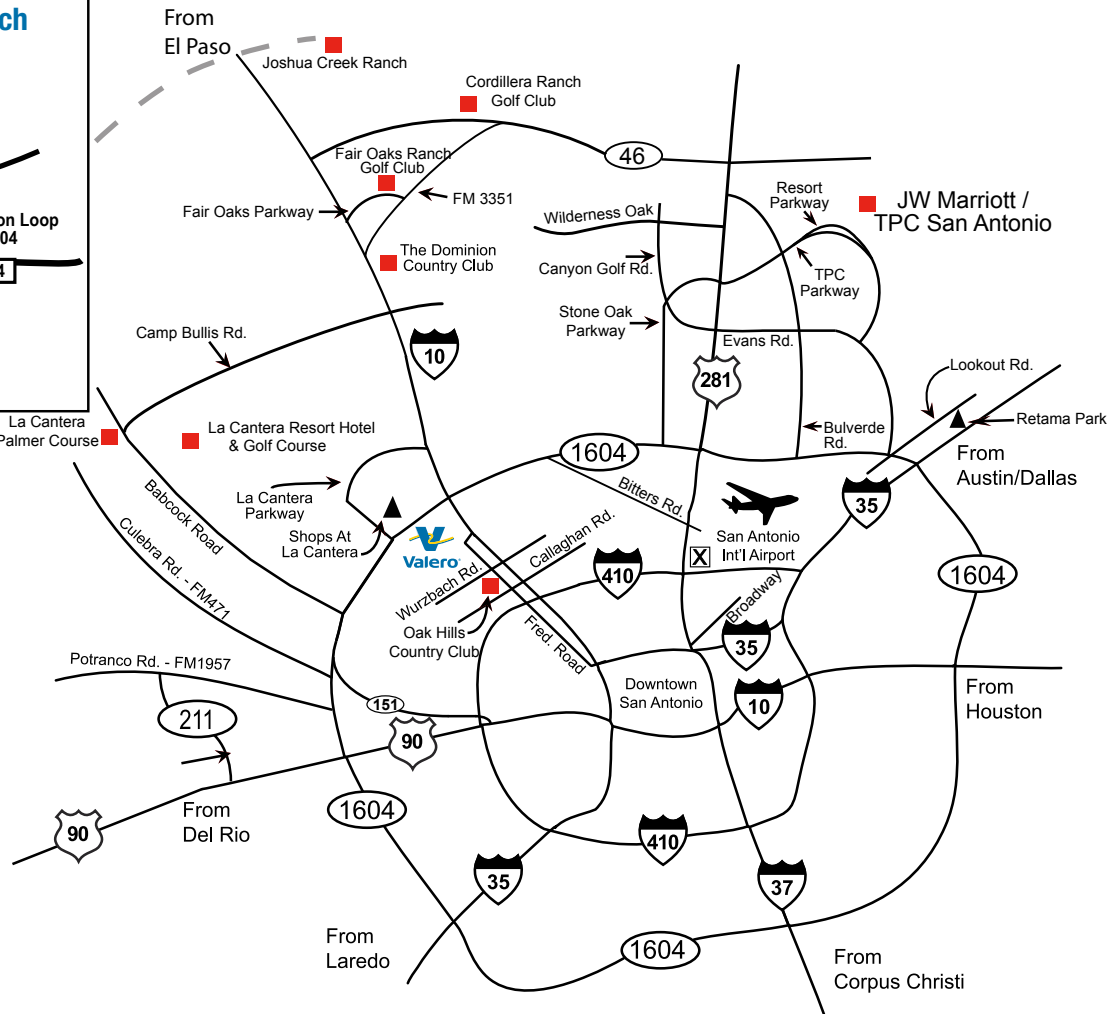 ch
From
El Paso
Joshua Creek Ranch
Cordillera Ranch
Golf Club
46
Fair Oaks Ranch
Golf Club
FM 3351
Fair Oaks Parkway
Resort
Parkway
JW Marriott /
TPC San Antonio
Wilderness Oak
on Loop
04
4
The Dominion
Country Club
Canyon Golf Rd.
TPC
Parkway
Stone Oak
Parkway
Evans Rd.
Camp Bullis Rd.
10
281
Lookout Rd.
La Cantera
Palmer Course
La Cantera Resort Hotel
& Golf Course
Bulverde
Rd.
Retama Park
From
Austin/Dallas
1604
La Cantera
Parkway
Bitters Rd.
35
Babcock Road
Shops At
La Cantera
Valero
Callaghan Rd.
San Antonio
Int'l Airport
X
Culebra Rd. - FM471
Wurzbach Rd.
410
1604
Broadway
Oak Hills
Country Club
Fred. Road
35
Potranco Rd. - FM1957
Downtown
San Antonio
From
Houston
10
151
211
90
From
Del Rio
1604
90
410
35
37
From
Laredo
1604
From
Corpus Christi